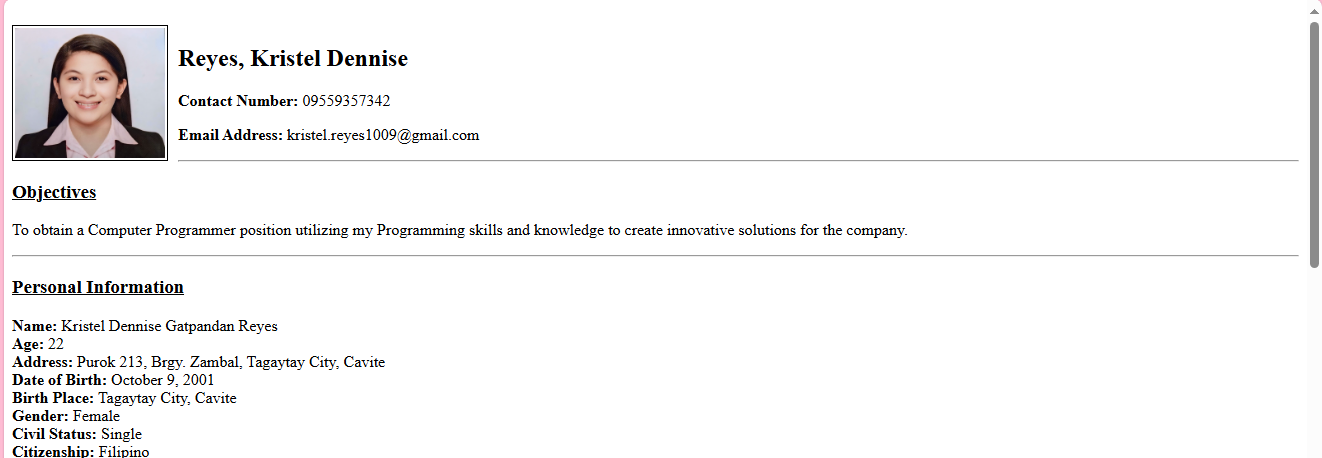 Reyes, Kristel Dennise
Contact Number: 09559357342
Email Address: kristel.reyes1009@gmail.com
Objectives
To obtain a Computer Programmer position utilizing my Programming skills and knowledge to create innovative solutions for the company.
Personal Information
Name: Kristel Dennise Gatpandan Reyes
Age: 22
Address: Purok 213, Brgy. Zambal, Tagaytay City, Cavite
Date of Birth: October 9, 2001
Birth Place: Tagaytay City, Cavite
Gender: Female
Civil Status: Single
Citizenship: Filipino